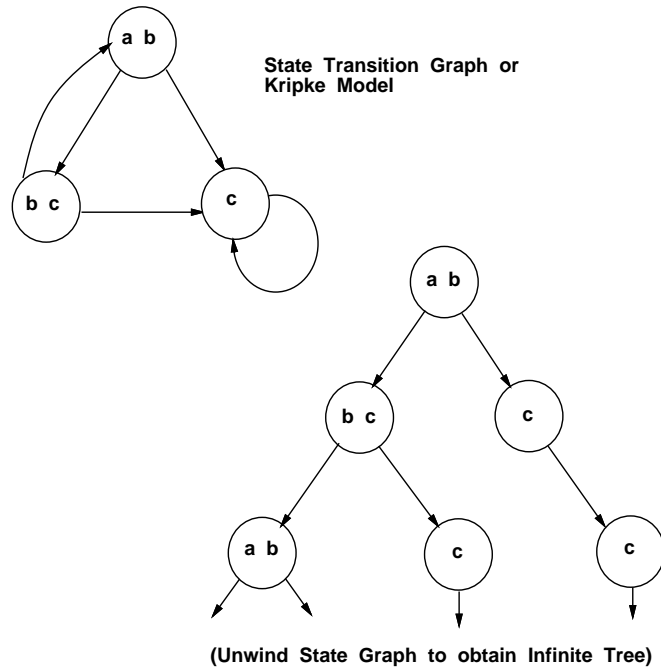 a b
State Transition Graph or
Kripke Model
b c
c
a b
b c
c
a b
c
c
(Unwind State Graph to obtain Infinite Tree)